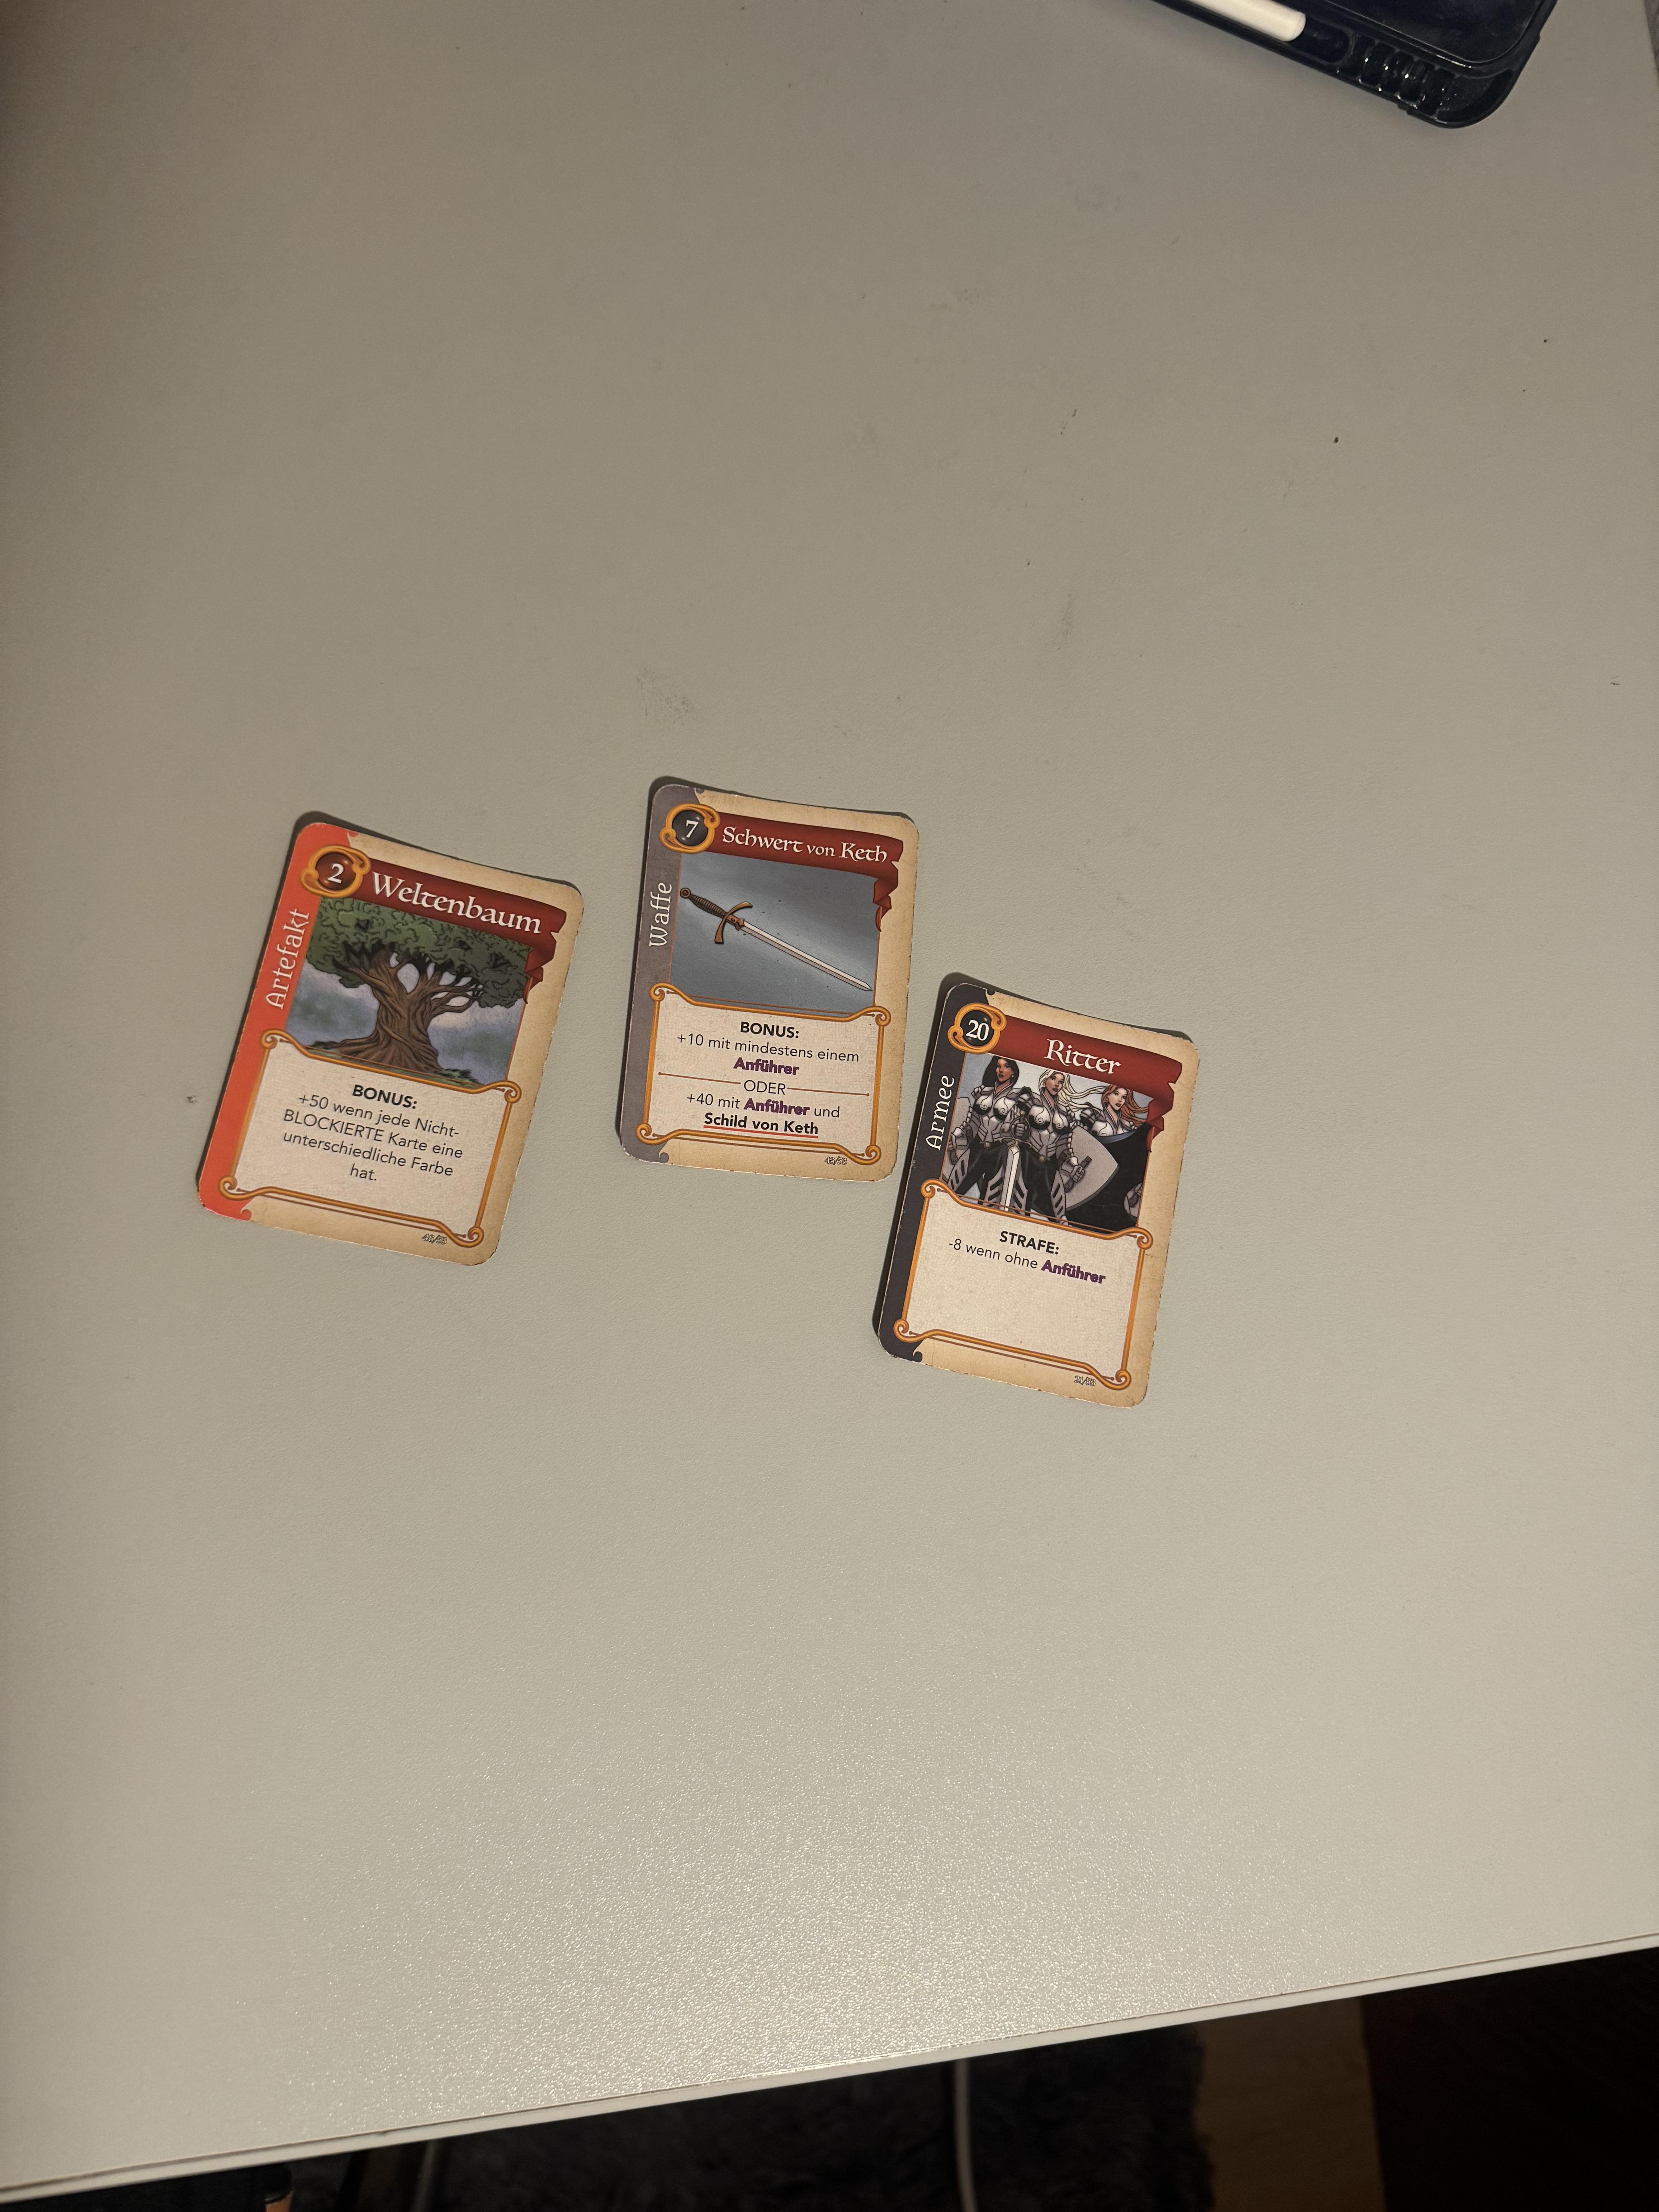 2
Weltenbaum
Artefakt
BONUS:
+50 wenn jede Nicht-
BLOCKIERTE Karte eine
unterschiedliche Farbe
hat.
7
Schwert von Keth
Waffe
BONUS:
+10 mit mindestens einem
Anführer
ODER
+40 mit Anführer und
Schild von Keth
20
Ritter
Armee
STRAFE:
-8 wenn ohne Anführer
21/53